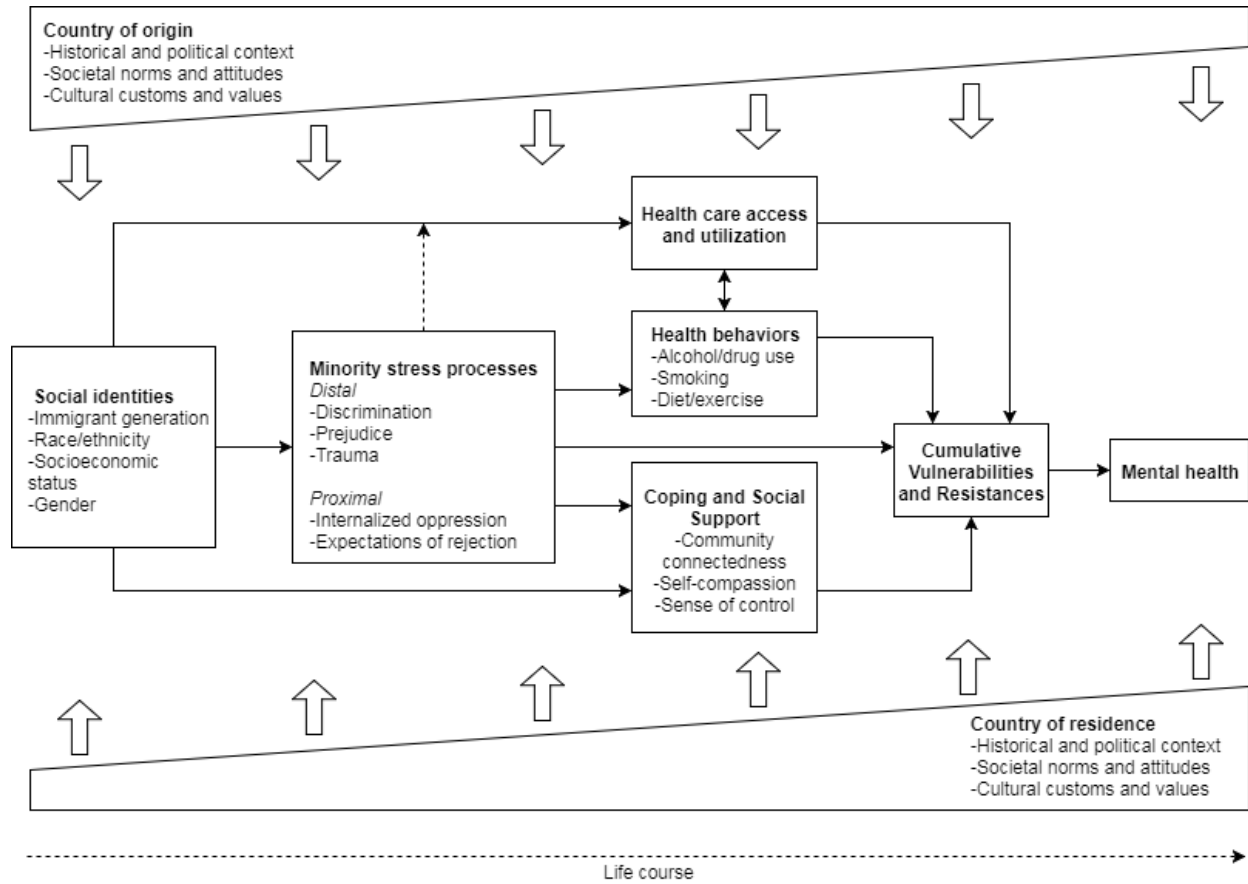 Country of origin
-Historical and political context
-Societal norms and attitudes
-Cultural customs and values
Health care access
and utilization
Health behaviors
-Alcohol/drug use
-Smoking
-Diet/exercise
Social identities
-Immigrant generation
-Race/ethnicity
-Socioeconomic
status
-Gender
Minority stress processes
Distal
-Discrimination
-Prejudice
-Trauma
Proximal
-Internalized oppression
-Expectations of rejection
Coping and Social
Support
-Community
connectedness
-Self-compassion
-Sense of control
Cumulative
Vulnerabilities
and Resistances
Mental health
Country of residence
-Historical and political context
-Societal norms and attitudes
-Cultural customs and values
Life course